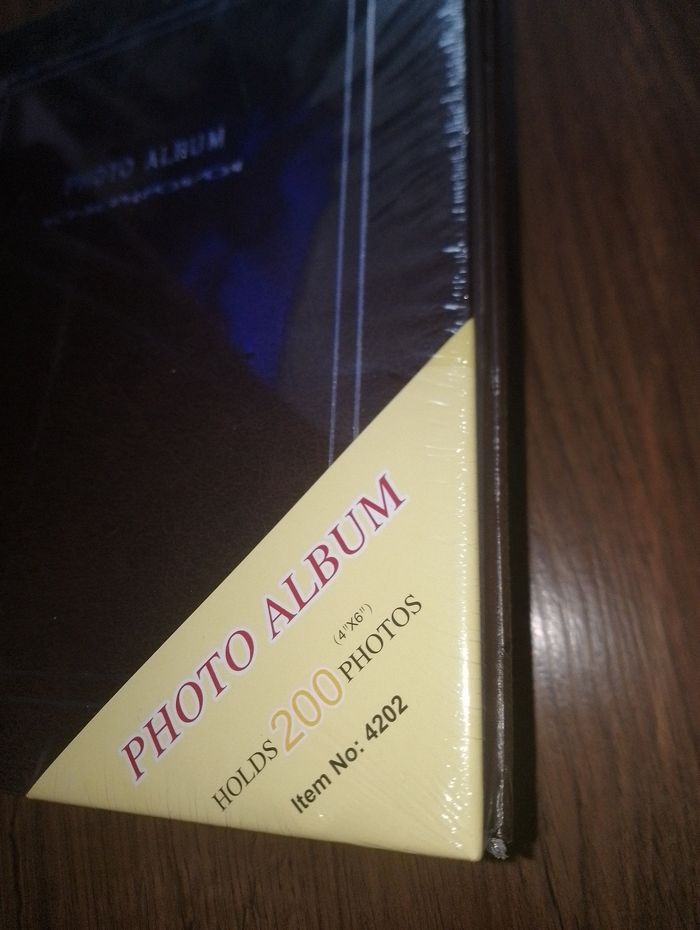 PHOTO ALBUM
PHOTO ALBUM
(4"X6")
HOLDS 200 PHOTOS
Item No: 4202